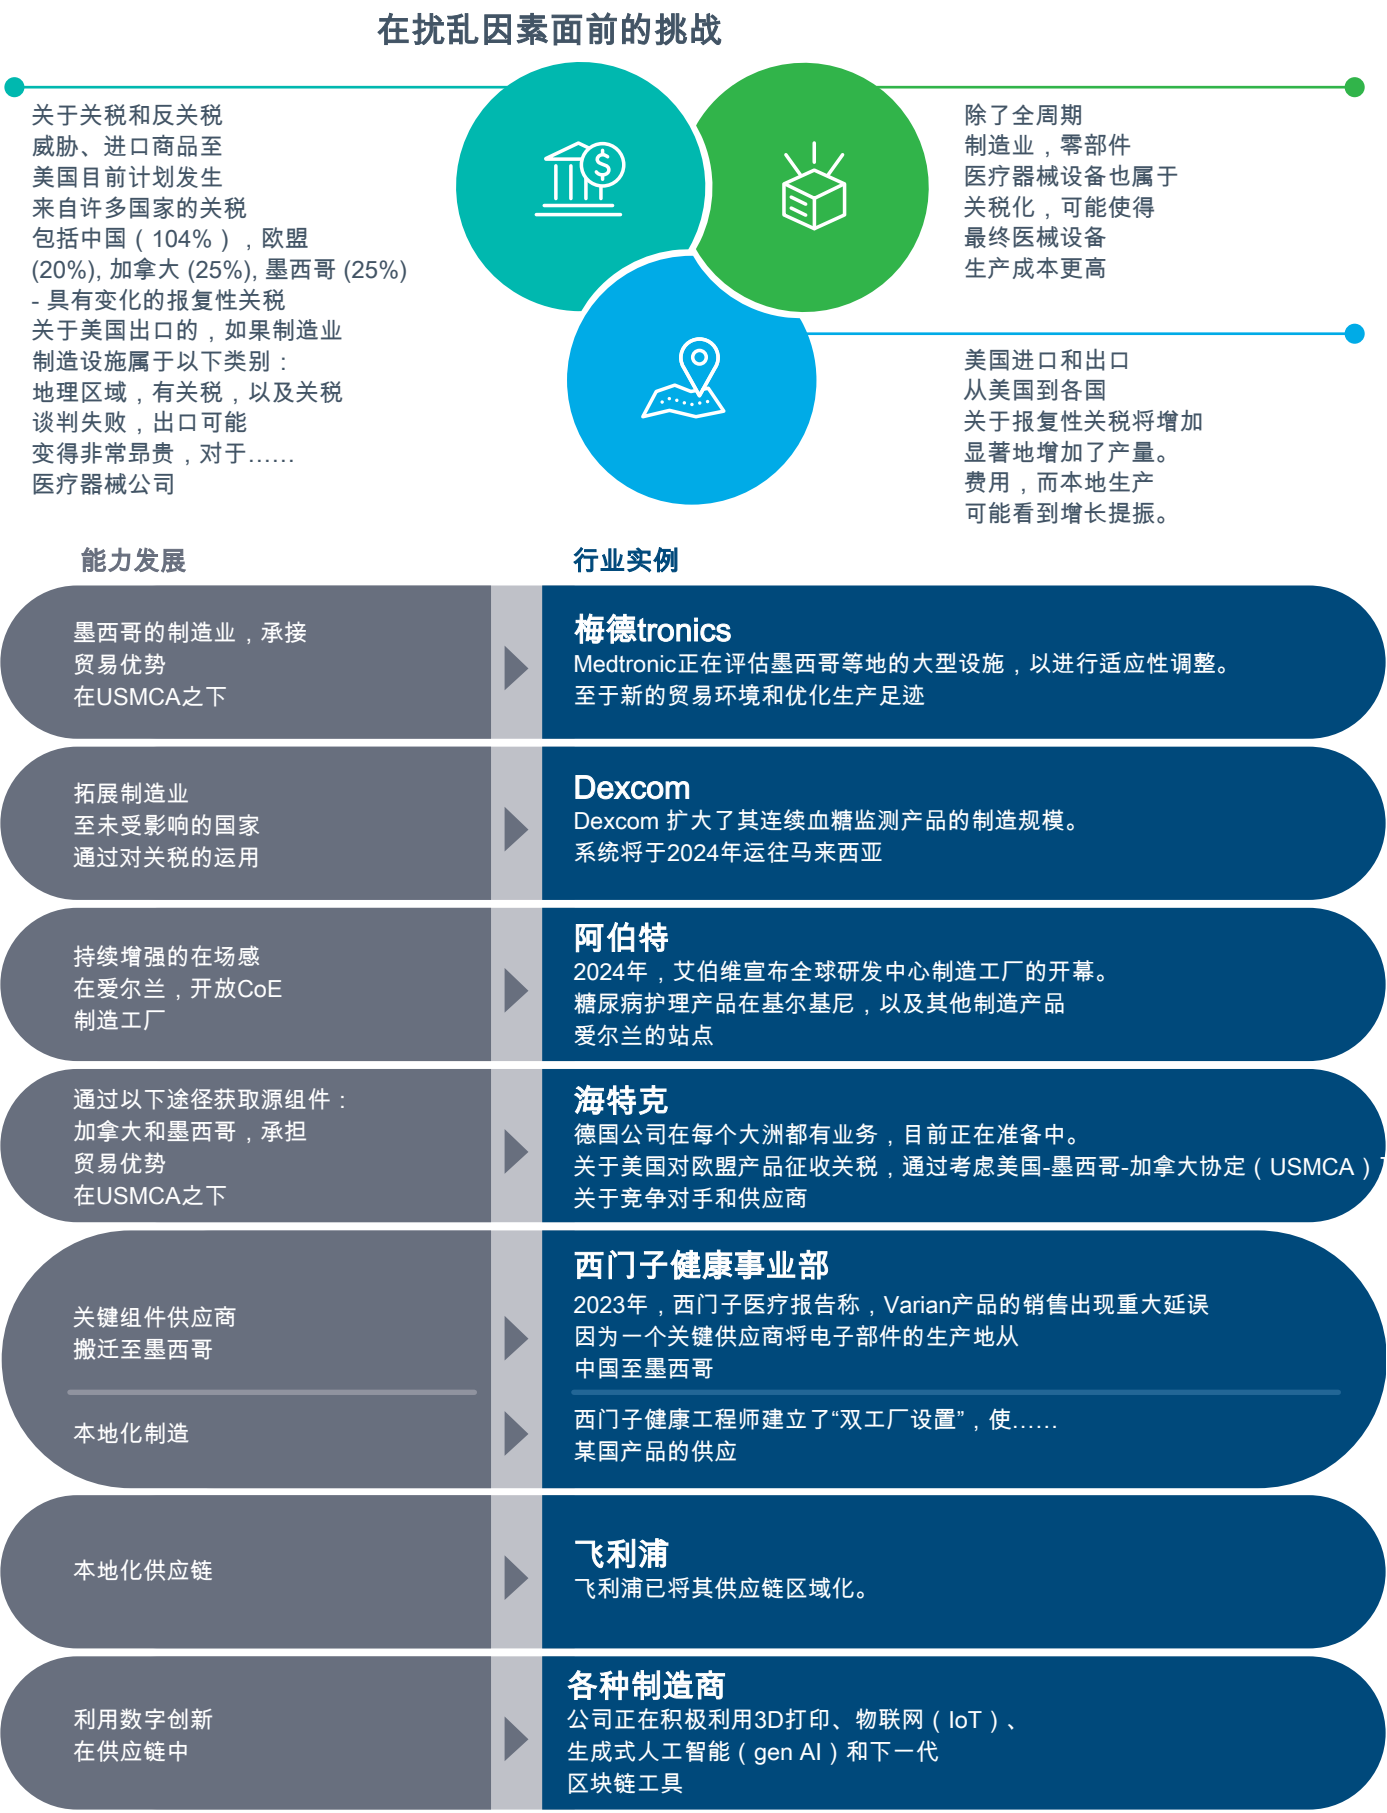 在扰乱因素面前的挑战
关于关税和反关税
威胁、进口商品至
美国目前计划发生
来自许多国家的关税
包括中国（104%），欧盟
(20%), 加拿大 (25%), 墨西哥 (25%)
- 具有变化的报复性关税
关于美国出口的，如果制造业
制造设施属于以下类别：
地理区域，有关税，以及关税
谈判失败，出口可能
变得非常昂贵，对于……
医疗器械公司
$
除了全周期
制造业，零部件
医疗器械设备也属于
关税化，可能使得
最终医械设备
生产成本更高
美国进口和出口
从美国到各国
关于报复性关税将增加
显著地增加了产量。
费用，而本地生产
可能看到增长提振。
能力发展
行业实例
墨西哥的制造业，承接
贸易优势
在USMCA之下
梅德tronics
Medtronic正在评估墨西哥等地的大型设施，以进行适应性调整。
至于新的贸易环境和优化生产足迹
拓展制造业
至未受影响的国家
通过对关税的运用
Dexcom
Dexcom 扩大了其连续血糖监测产品的制造规模。
系统将于2024年运往马来西亚
持续增强的在场感
在爱尔兰，开放CoE
制造工厂
阿伯特
2024年，艾伯维宣布全球研发中心制造工厂的开幕。
糖尿病护理产品在基尔基尼，以及其他制造产品
爱尔兰的站点
通过以下途径获取源组件：
加拿大和墨西哥，承担
贸易优势
在USMCA之下
海特克
德国公司在每个大洲都有业务，目前正在准备中。
关于美国对欧盟产品征收关税，通过考虑美国-墨西哥-加拿大协定（USMCA）
关于竞争对手和供应商
关键组件供应商
搬迁至墨西哥
西门子健康事业部
2023年，西门子医疗报告称，Varian产品的销售出现重大延误
因为一个关键供应商将电子部件的生产地从
中国至墨西哥
本地化制造
西门子健康工程师建立了“双工厂设置”，使……
某国产品的供应
本地化供应链
飞利浦
飞利浦已将其供应链区域化。
利用数字创新
在供应链中
各种制造商
公司正在积极利用3D打印、物联网（IoT）、
生成式人工智能（gen AI）和下一代
区块链工具